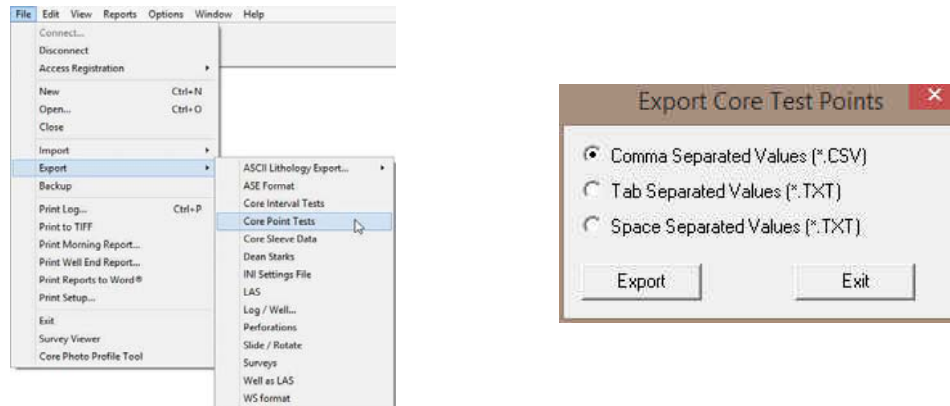 File Edit View Reports Options Window Help
Connect...
Disconnect
Access Registration
New Ctrl+N
Open... Ctrl+O
Close
Import
Export
Backup
Print Log... Ctrl+P
Print to TIFF
Print Morning Report...
Print Well End Report...
Print Reports to Word®
Print Setup...
Exit
Survey Viewer
Core Photo Profile Tool
ASCII Lithology Export...
ASE Format
Core Interval Tests
Core Point Tests
Core Sleeve Data
Dean Starks
INI Settings File
LAS
Log / Well...
Perforations
Slide / Rotate
Surveys
Well as LAS
WS format
Export Core Test Points
Comma Separated Values (*.CSV)
Tab Separated Values (*.TXT)
Space Separated Values (*.TXT)
Export Exit